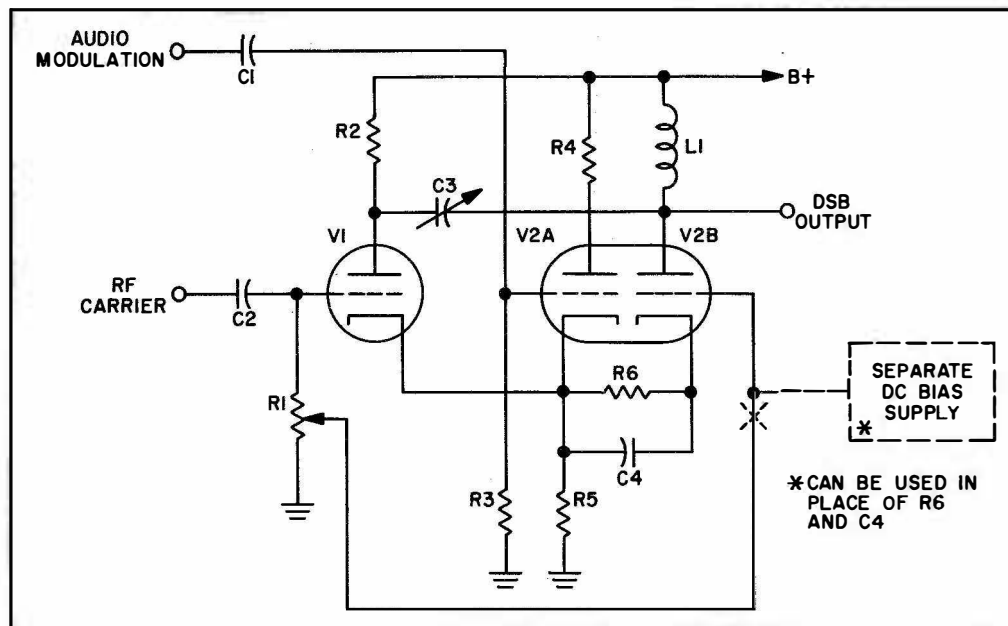 AUDIO
MODULATION
C1
B+
R2
R4
L1
C3
DSB
OUTPUT
V1
V2A
V2B
RF
CARRIER
C2
R6
SEPARATE
DC BIAS
SUPPLY
*
R1
C4
R3
R5
*CAN BE USED IN
PLACE OF R6
AND C4